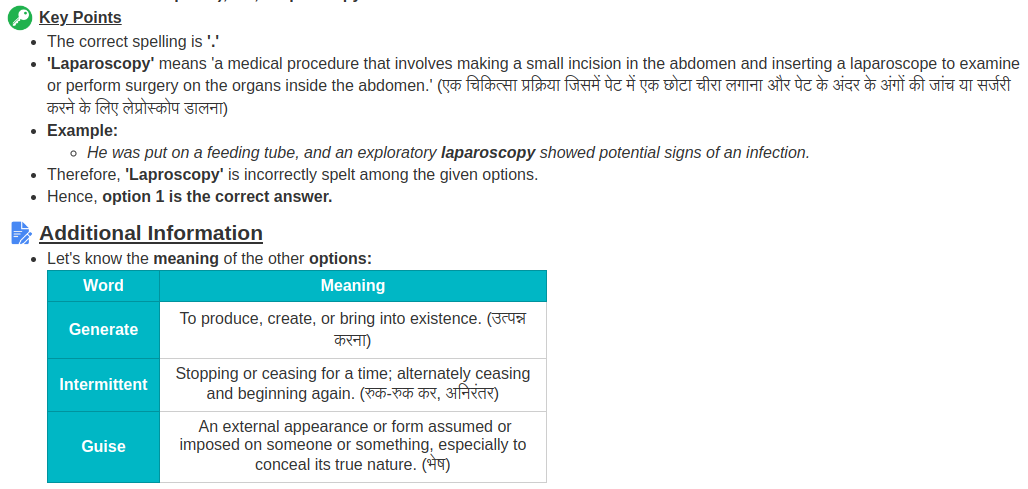 Key Points
• The correct spelling is '.'
• 'Laparoscopy' means 'a medical procedure that involves making a small incision in the abdomen and inserting a laparoscope to examine
or perform surgery on the organs inside the abdomen.' (एक चिकित्सा प्रक्रिया जिसमें पेट में एक छोटा चीरा लगाना और पेट के अंदर के अंगों की जांच या सर्जरी
करने के लिए लेप्रोस्कोप डालना)
• Example:
◦ He was put on a feeding tube, and an exploratory laparoscopy showed potential signs of an infection.
• Therefore, 'Laproscopy' is incorrectly spelt among the given options.
• Hence, option 1 is the correct answer.
Additional Information
• Let's know the meaning of the other options:
Word Meaning
Generate To produce, create, or bring into existence. (उत्पन्न
करना)
Intermittent Stopping or ceasing for a time; alternately ceasing
and beginning again. (रुक-रुक कर, अनिरंतर)
Guise An external appearance or form assumed or
imposed on someone or something, especially to
conceal its true nature. (भेष)